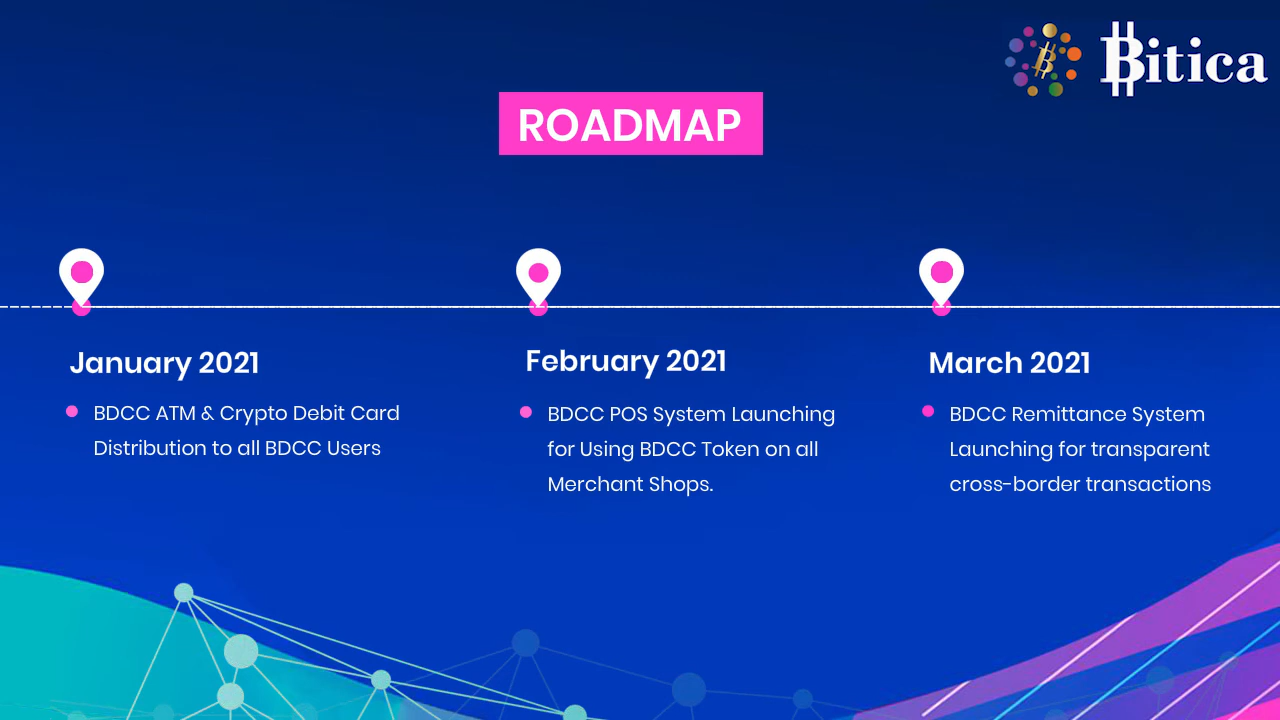 Bitica
ROADMAP
January 2021
BDCC ATM & Crypto Debit Card
Distribution to all BDCC Users
February 2021
BDCC POS System Launching
for Using BDCC Token on all
Merchant Shops.
March 2021
BDCC Remittance System
Launching for transparent
cross-border transactions